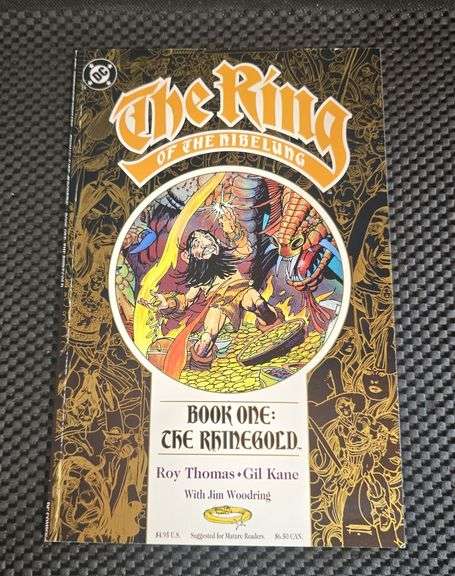 DC
The Ring
OF THE NIBELUNG
BOOK ONE:
THE RHINEGOLD™
Roy Thomas • Gil Kane
With Jim Woodring
$4.95 U.S. Suggested for Mature Readers. $6.50 CAN.